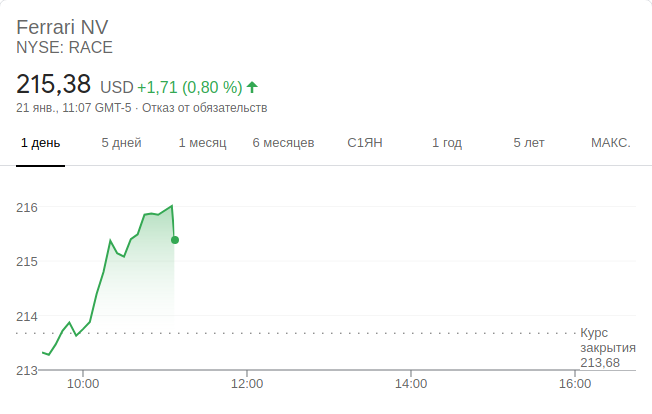 Ferrari NV
NYSE: RACE
215,38 USD +1,71 (0,80 %)
21 янв., 11:07 GMT-5 · Отказ от обязательств
1 день 5 дней 1 месяц 6 месяцев С1ЯН 1 год 5 лет МАКС.
216
215
214
Курс
закрытия
213,68
213
10:00 12:00 14:00 16:00